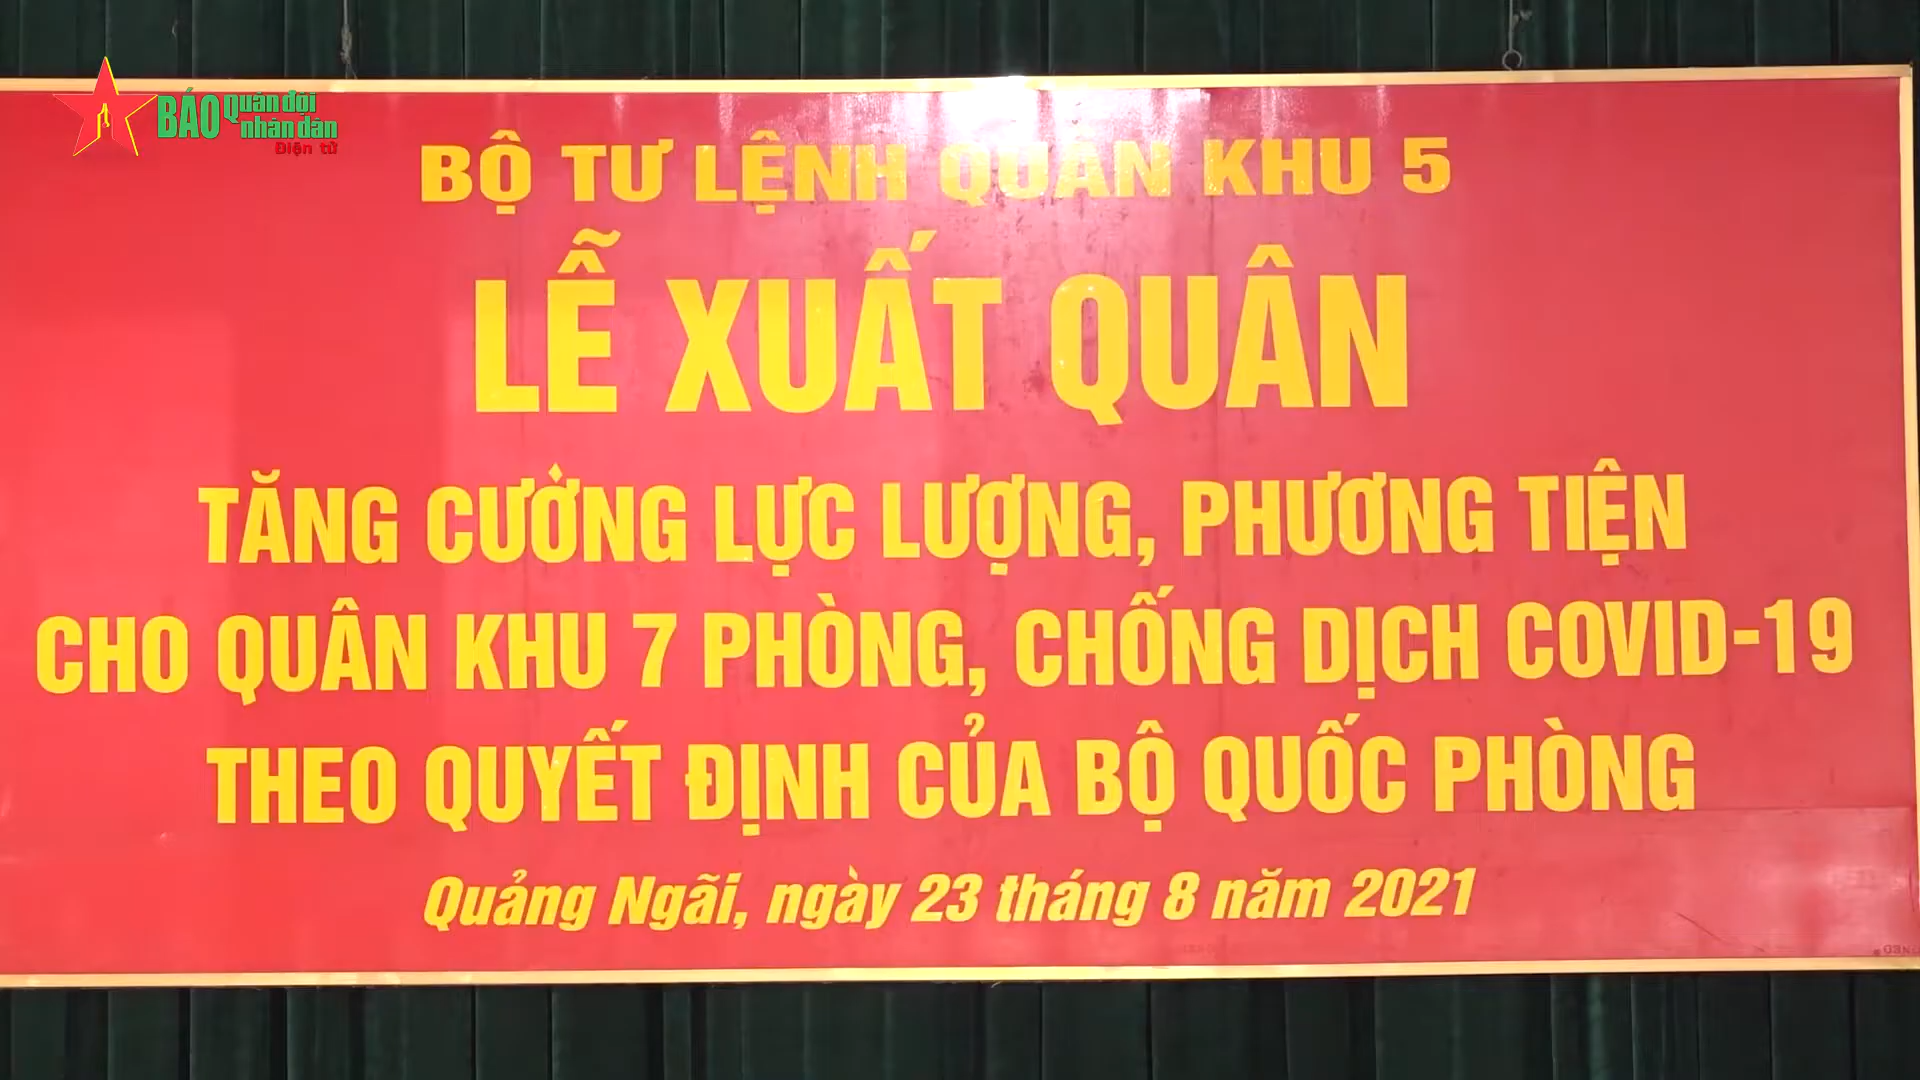 BÁO Quân đội
nhân dân
Điện tử
BỘ TƯ LỆNH QUÂN KHU 5
LỄ XUẤT QUÂN
TĂNG CƯỜNG LỰC LƯỢNG, PHƯƠNG TIỆN
CHO QUÂN KHU 7 PHÒNG, CHỐNG DỊCH COVID-19
THEO QUYẾT ĐỊNH CỦA BỘ QUỐC PHÒNG
Quảng Ngãi, ngày 23 tháng 8 năm 2021